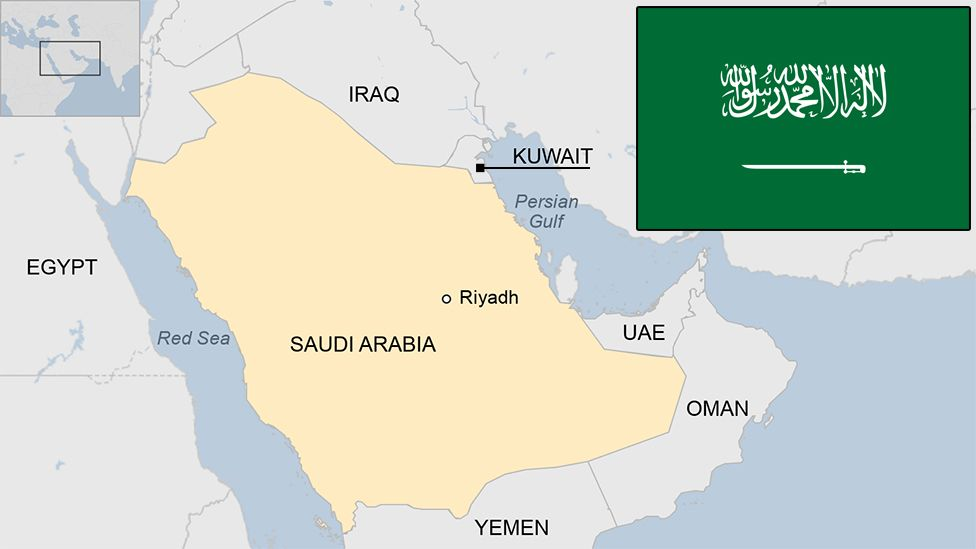 IRAQ
KUWAIT
Persian
Gulf
لا إله إلا الله محمد رسول الله
EGYPT
Riyadh
Red Sea
SAUDI ARABIA
UAE
OMAN
YEMEN